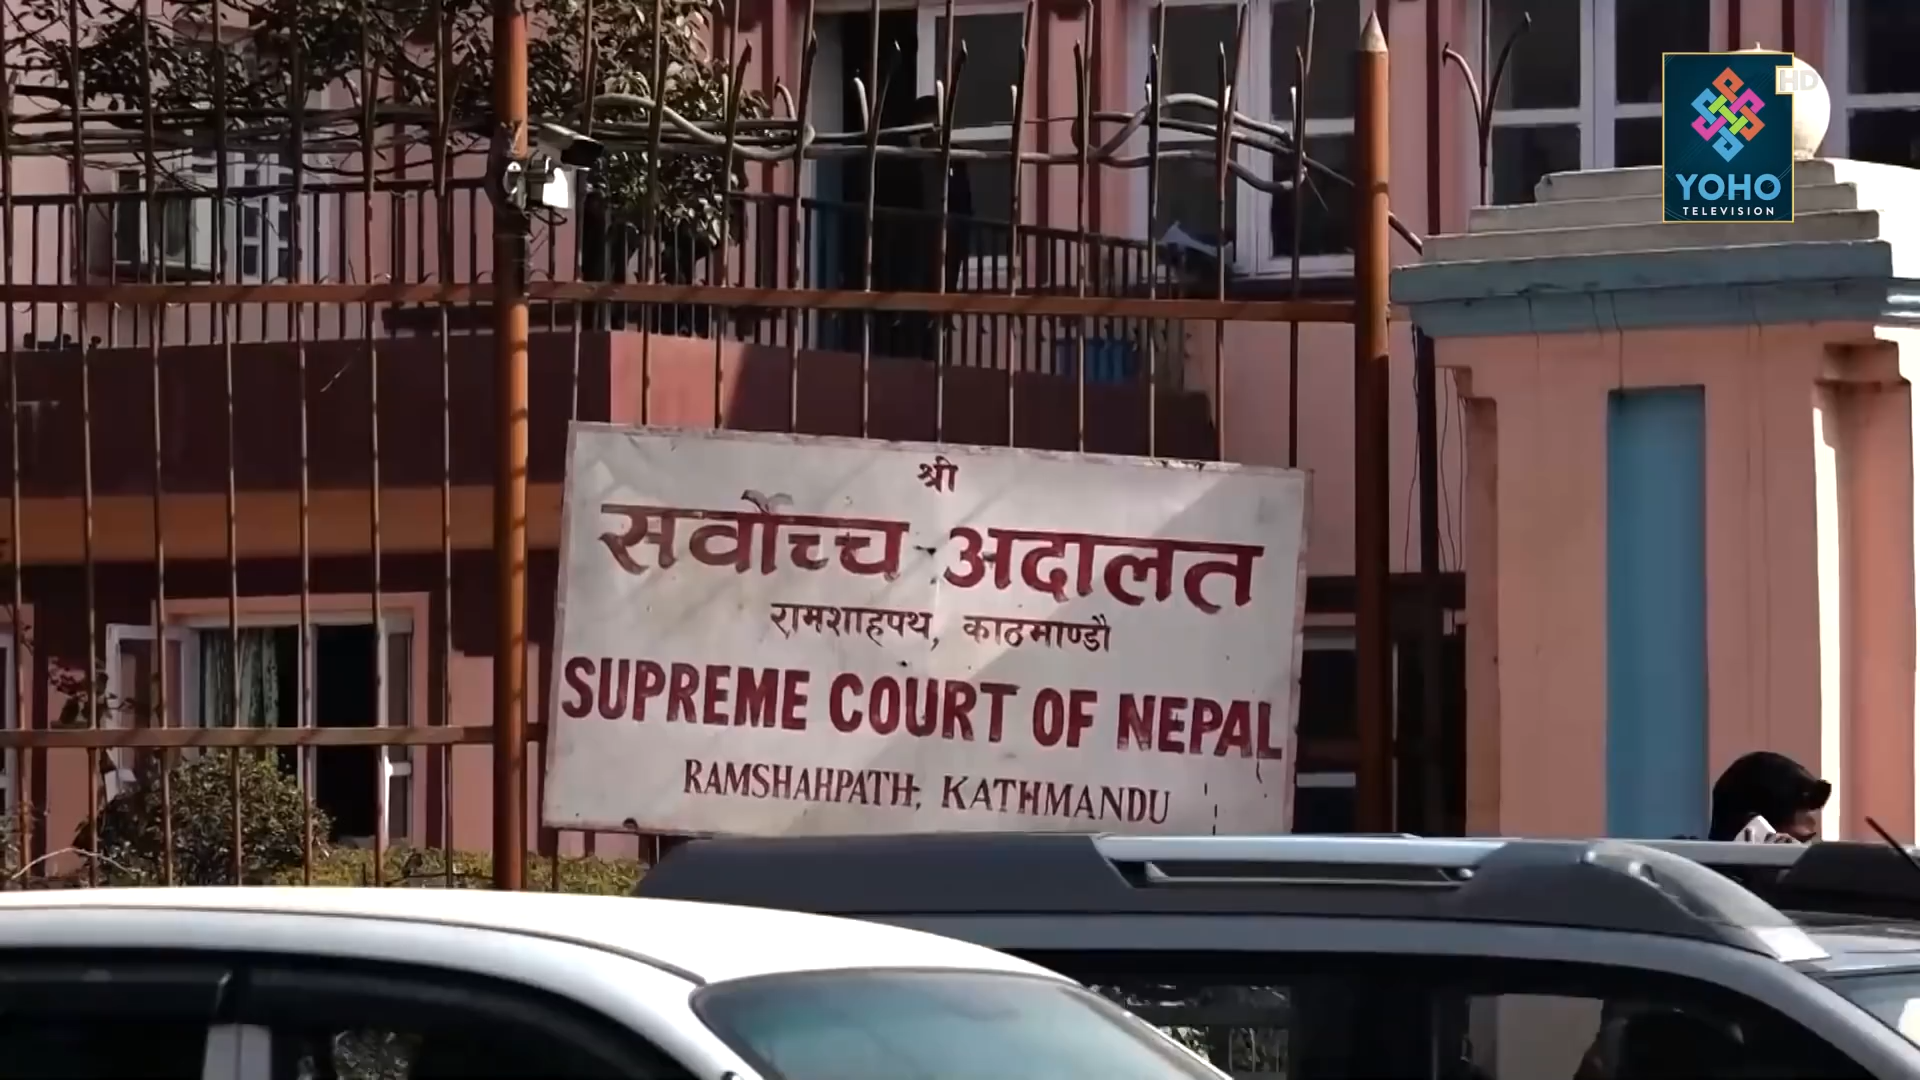 HD
YOHO
TELEVISION
श्री
सर्वोच्च अदालत
रामशाहपथ, काठमाण्डौ
SUPREME COURT OF NEPAL
RAMSHAHPATH, KATHMANDU